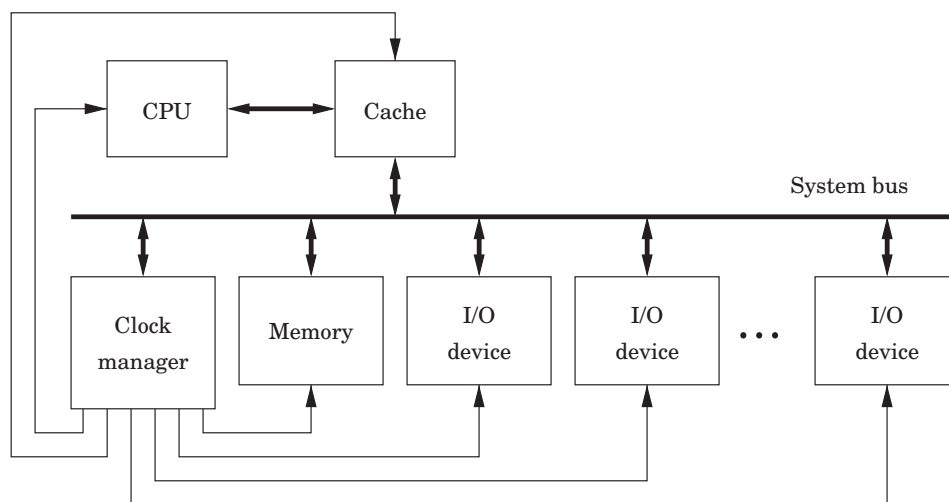 CPU
Cache
System bus
Clock
manager
Memory
I/O
device
I/O
device
...
I/O
device